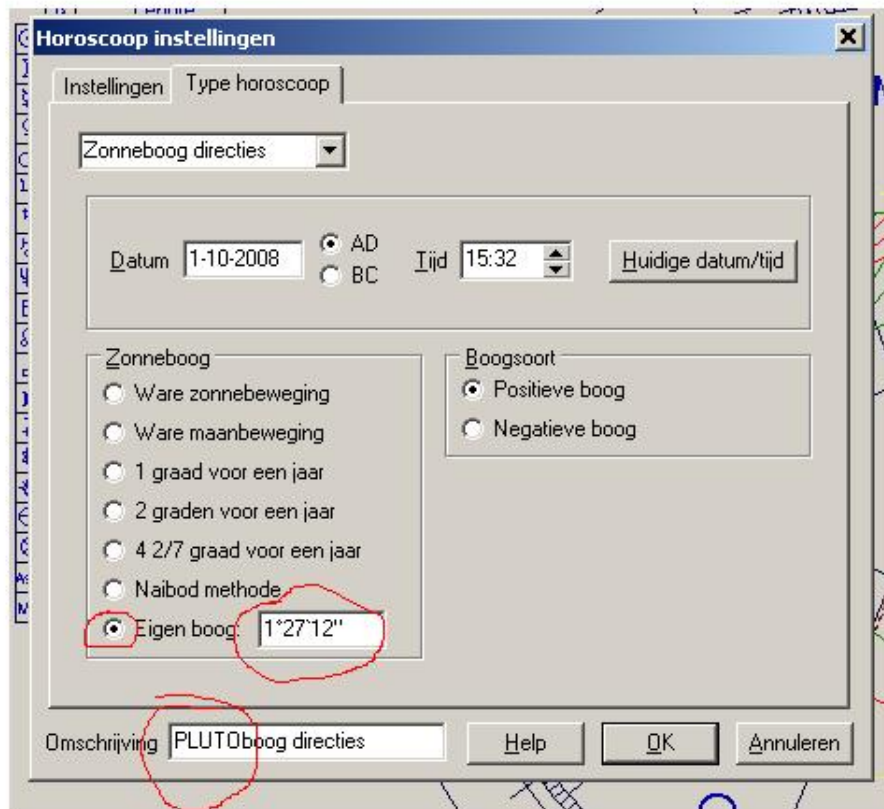 Horoscoop instellingen
Instellingen Type horoscoop
Zonneboog directies
Datum 1-10-2008 AD Tijd 15:32 Huidige datum/tijd
BC
Zonneboog Boogsoort
Ware zonnebeweging Positieve boog
Ware maanbeweging Negatieve boog
1 graad voor een jaar
2 graden voor een jaar
4 2/7 graad voor een jaar
Naibod methode
Eigen boog: 1°27'12"
Omschrijving PLUTOboog directies Help OK Annuleren